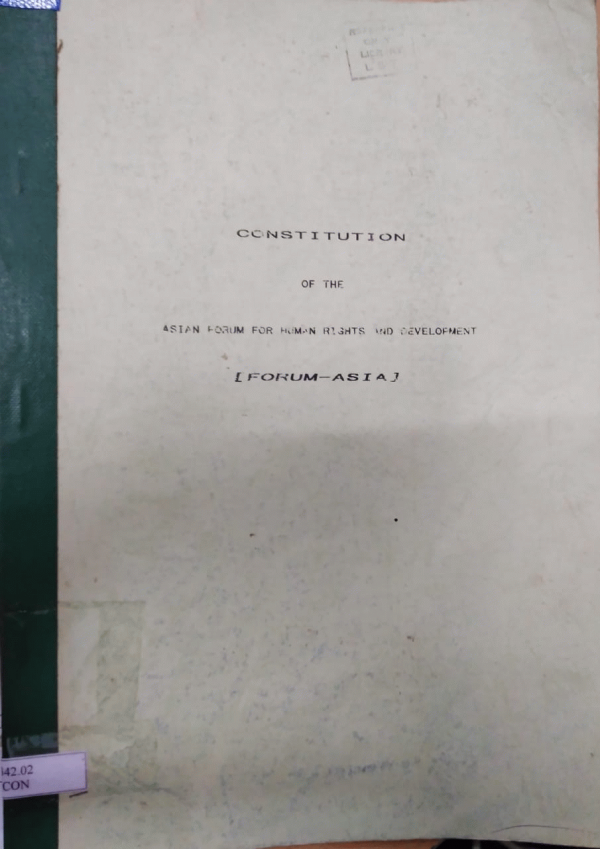 CONSTITUTION
OF THE
ASIAN FORUM FOR HUMAN RIGHTS AND DEVELOPMENT
[FORUM-ASIA]
342.02
CON